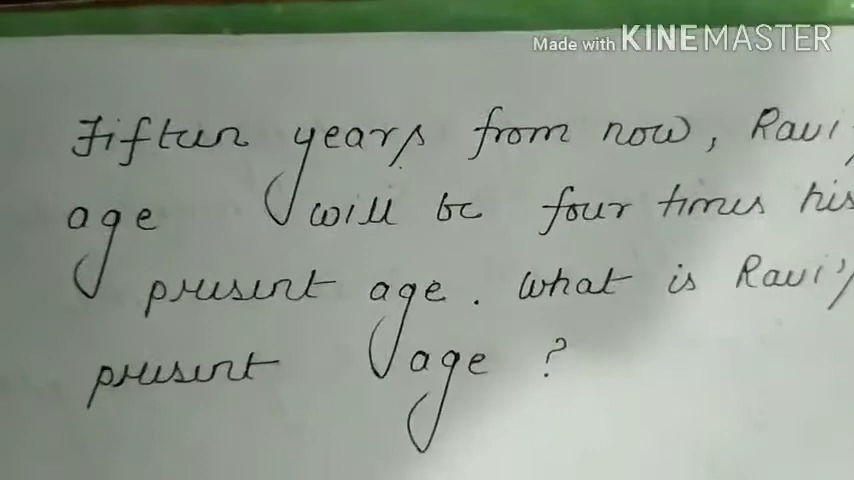 Made with KINEMASTER
Fifteen years from now, Ravi's
age will be four times his
present age. What is Ravi's
present age ?